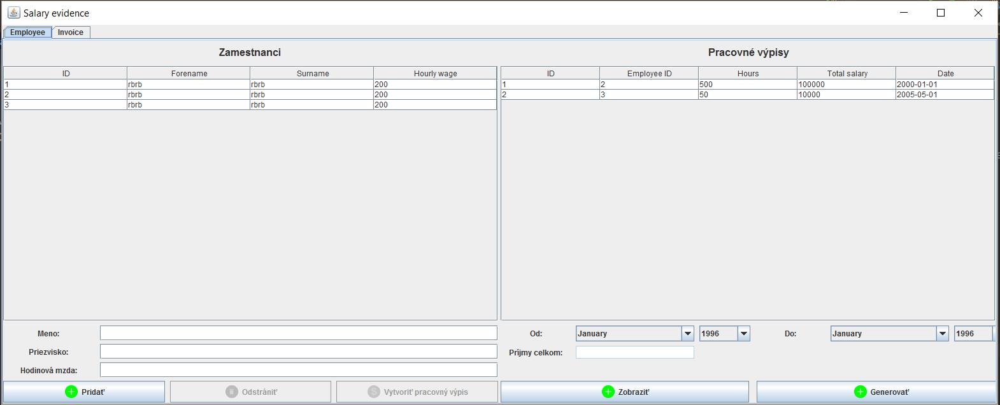 Salary evidence
Employee Invoice
Zamestnanci Pracovné výpisy
ID Forename Surname Hourly wage ID Employee ID Hours Total salary Date
1 rbrb rbrb 200 1 2 500 100000 2000-01-01
2 rbrb rbrb 200 2 3 50 10000 2005-05-01
3 rbrb rbrb 200
Meno: Od: January 1996 Do: January 1996
Priezvisko: Príjmy celkom:
Hodinová mzda:
Pridať Odstrániť Vytvoriť pracovný výpis Zobraziť Generovať